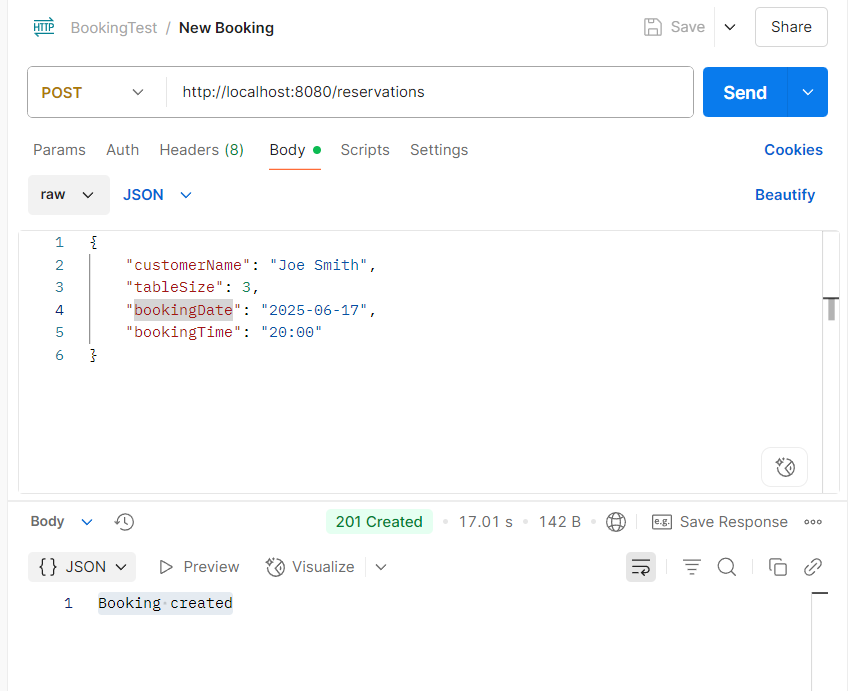 HTTP BookingTest / New Booking Save Share
POST http://localhost:8080/reservations Send
Params Auth Headers (8) Body Scripts Settings Cookies
raw JSON Beautify
1 {
2 "customerName": "Joe Smith",
3 "tableSize": 3,
4 "bookingDate": "2025-06-17",
5 "bookingTime": "20:00"
6 }
Body 201 Created 17.01 s 142 B e.g. Save Response
{} JSON Preview Visualize
1 Booking created